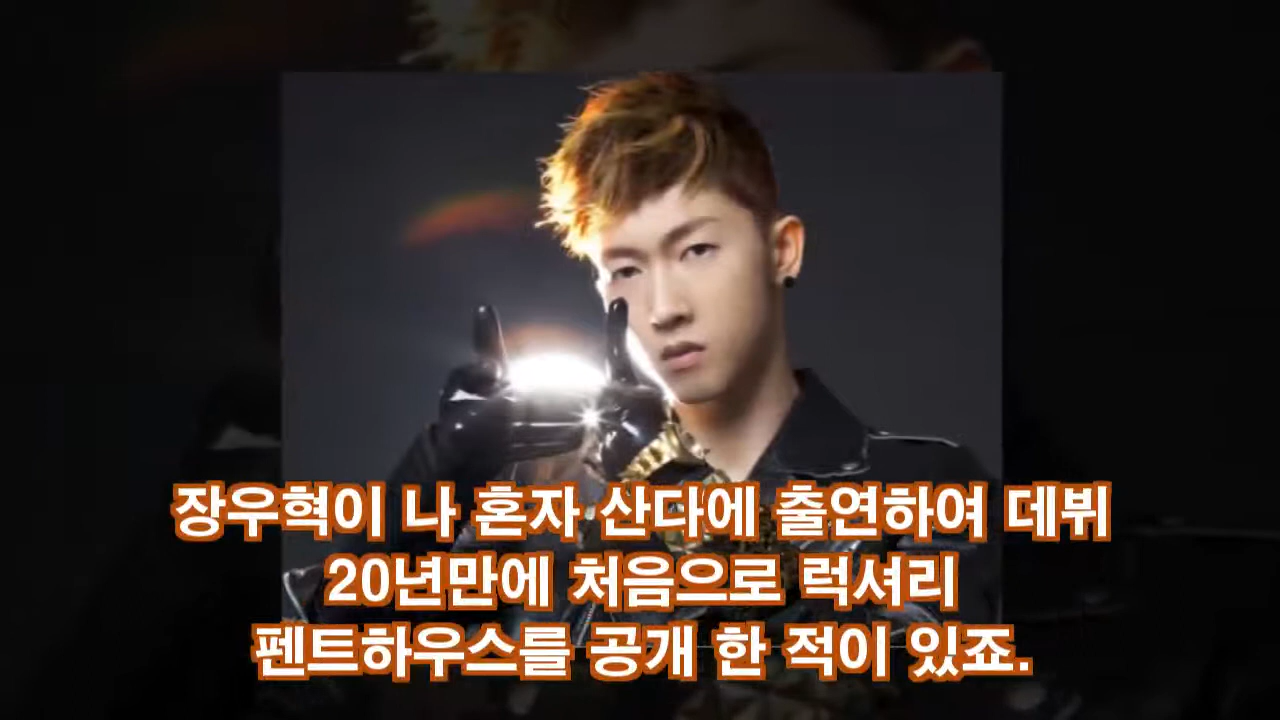 장우혁이 나 혼자 산다에 출연하여 데뷔
20년만에 처음으로 럭셔리
펜트하우스를 공개 한 적이 있죠.